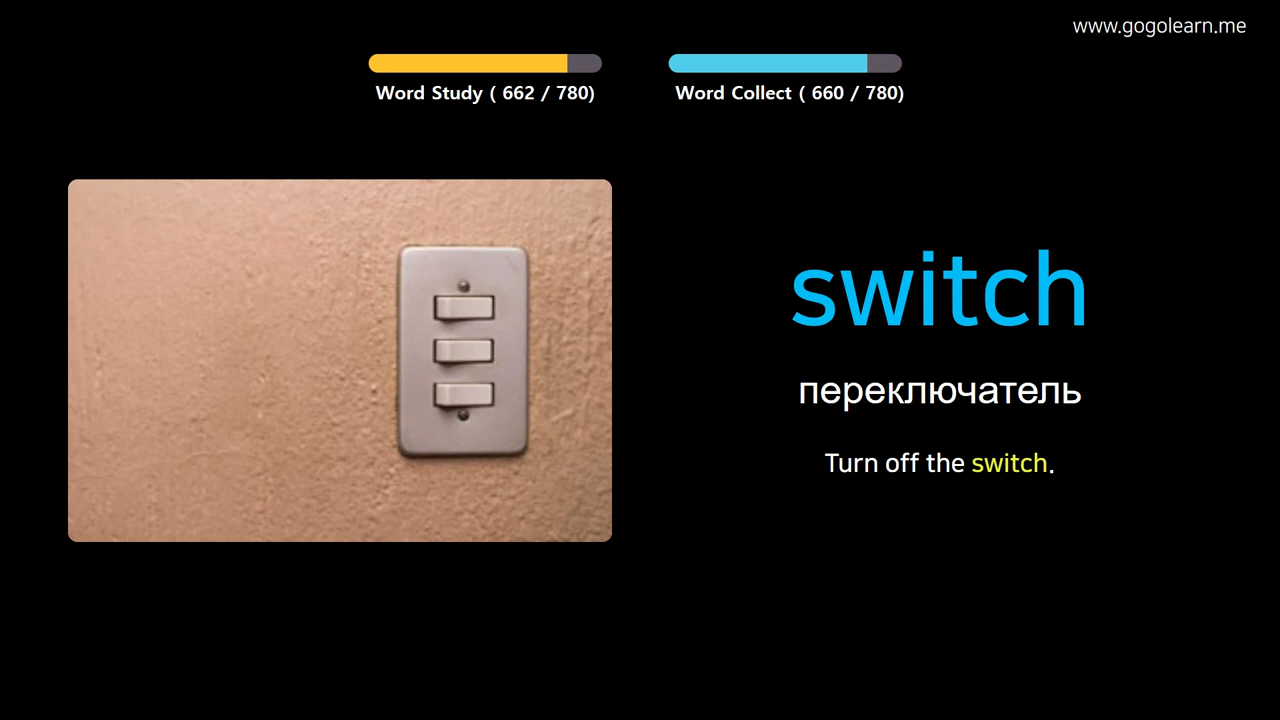 www.gogolearn.me
Word Study ( 662 / 780)
Word Collect ( 660 / 780)
switch
переключатель
Turn off the switch.